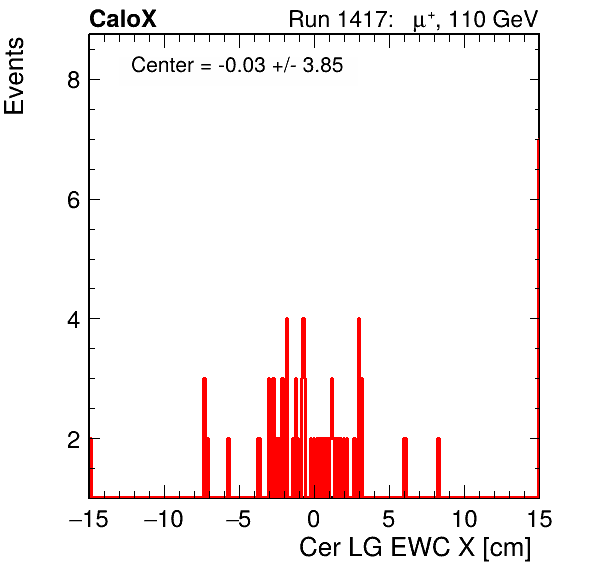 CaloX
Run 1417: μ⁺, 110 GeV
Events
Center = -0.03 +/- 3.85
8
6
4
2
−15 −10 −5 0 5 10 15
Cer LG EWC X [cm]